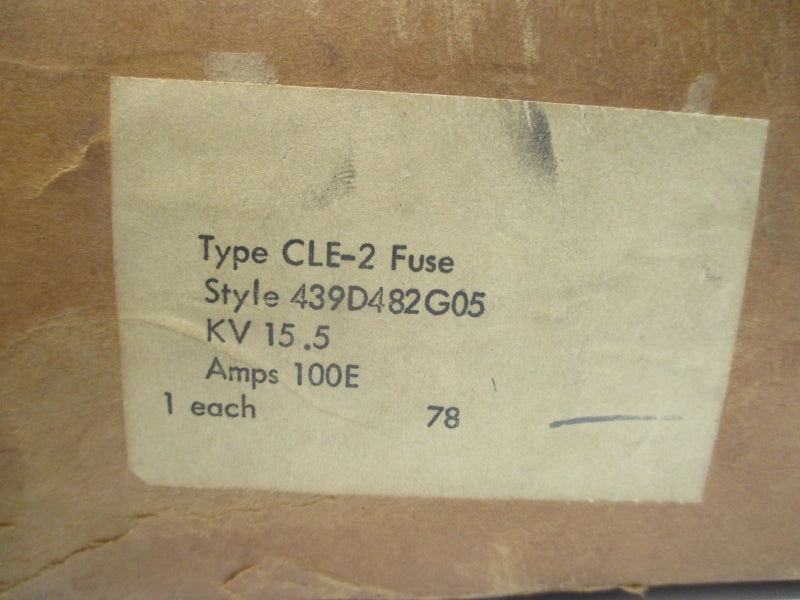 Type CLE-2 Fuse
Style 439D482G05
KV 15.5
Amps 100E
1 each 78